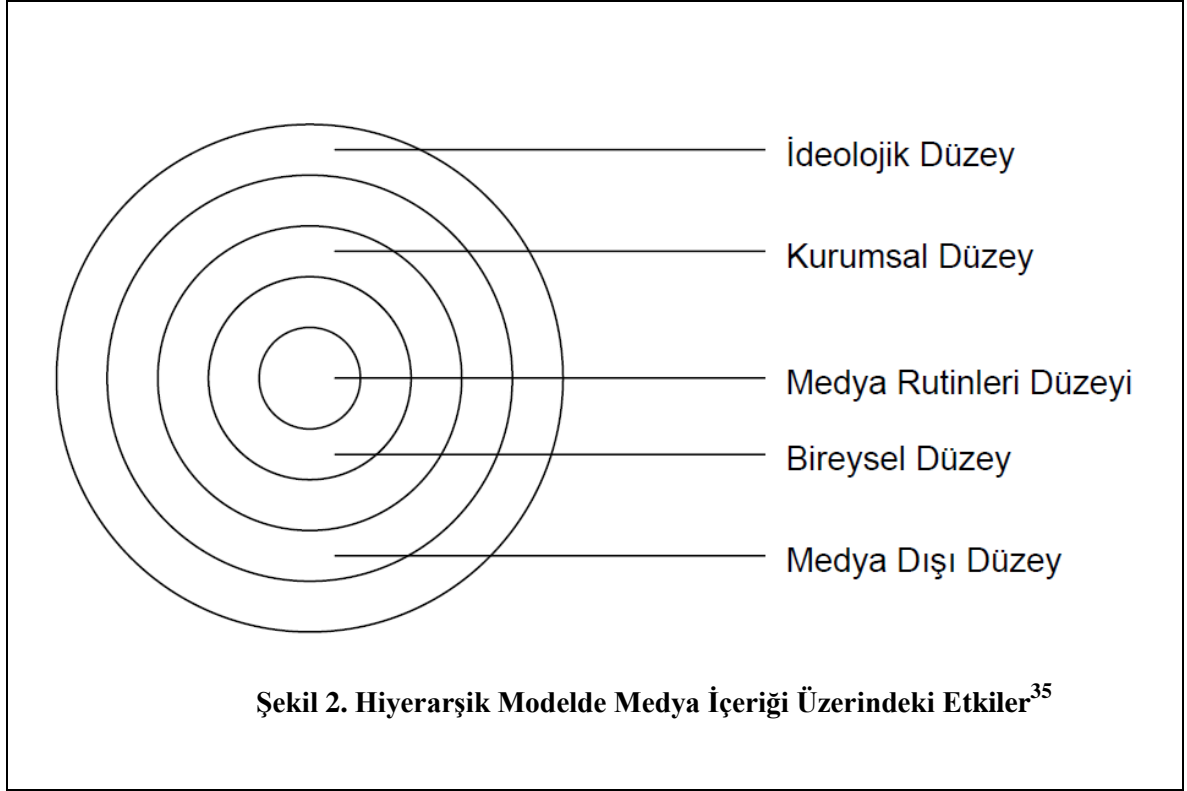 İdeolojik Düzey
Kurumsal Düzey
Medya Rutinleri Düzeyi
Bireysel Düzey
Medya Dışı Düzey
Şekil 2. Hiyerarşik Modelde Medya İçeriği Üzerindeki Etkiler35